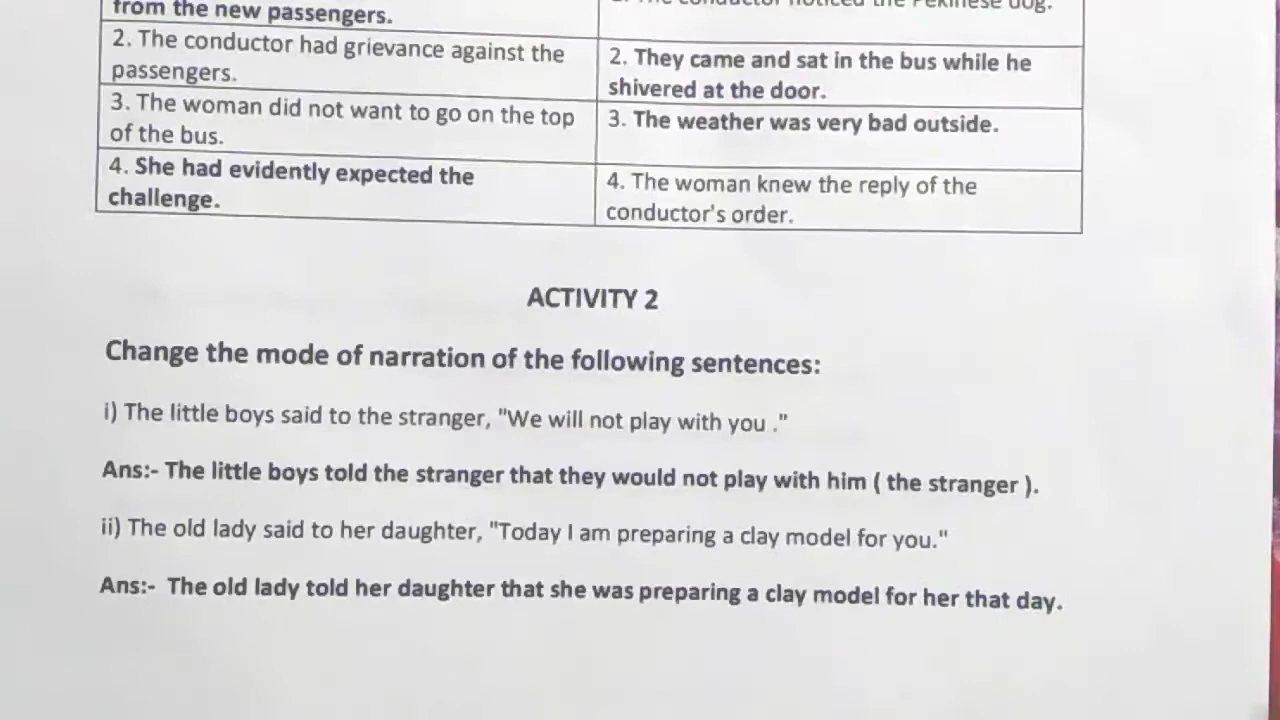 from the new passengers.
2. The conductor had grievance against the
passengers.
2. They came and sat in the bus while he
shivered at the door.
3. The woman did not want to go on the top
of the bus.
3. The weather was very bad outside.
4. She had evidently expected the
challenge.
4. The woman knew the reply of the
conductor's order.
ACTIVITY 2
Change the mode of narration of the following sentences:
i) The little boys said to the stranger, "We will not play with you ."
Ans:- The little boys told the stranger that they would not play with him ( the stranger ).
ii) The old lady said to her daughter, "Today I am preparing a clay model for you."
Ans:- The old lady told her daughter that she was preparing a clay model for her that day.